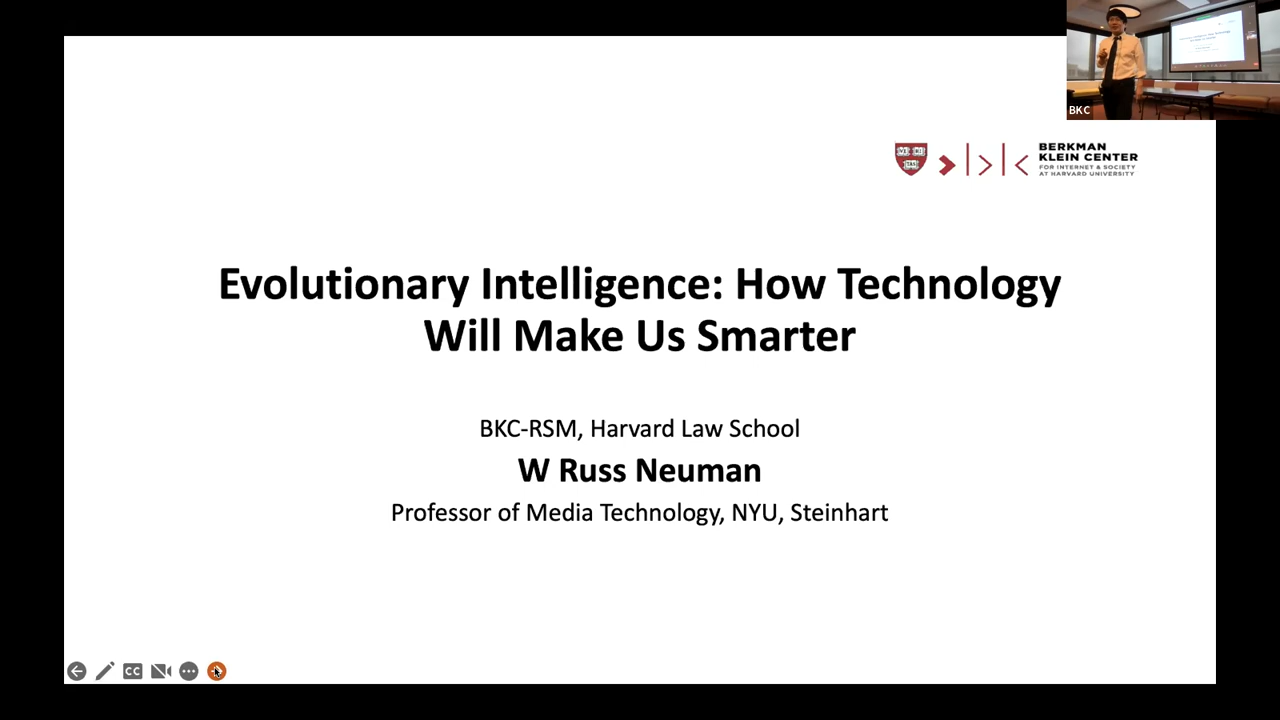 BKC
BERKMAN
KLEIN CENTER
FOR INTERNET & SOCIETY
AT HARVARD UNIVERSITY
Evolutionary Intelligence: How Technology
Will Make Us Smarter
BKC-RSM, Harvard Law School
W Russ Neuman
Professor of Media Technology, NYU, Steinhart
CC